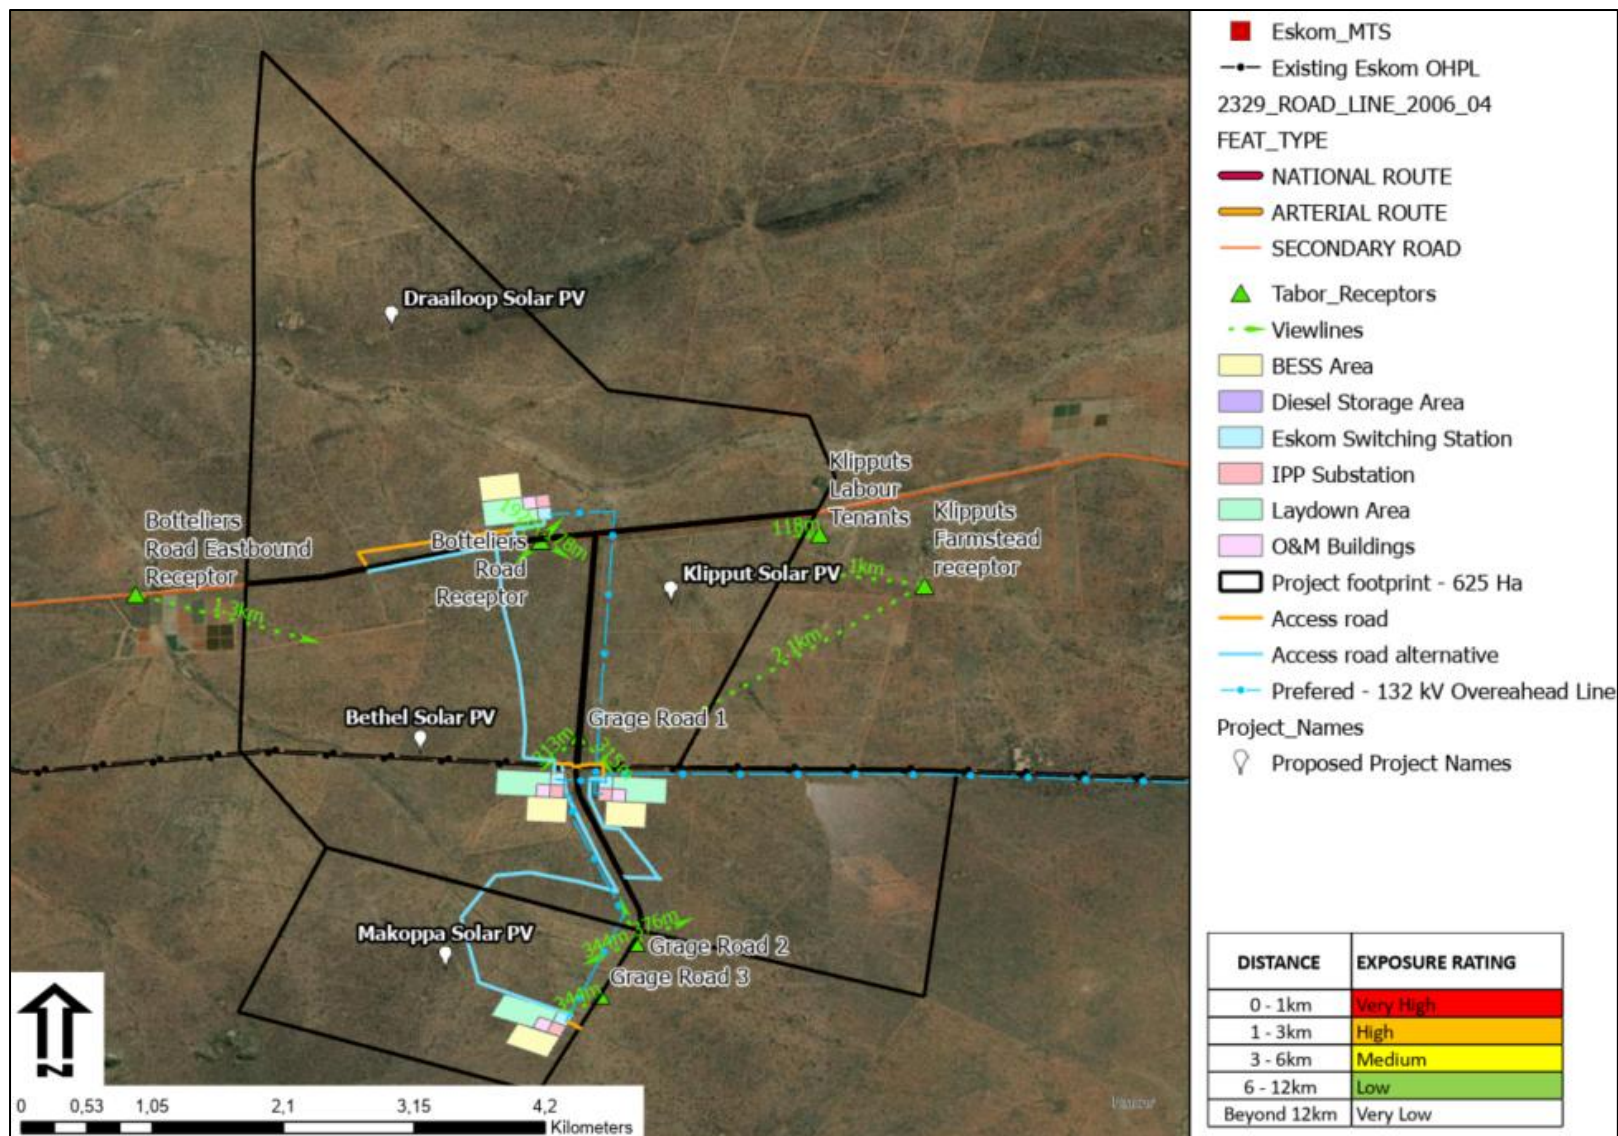 Eskom_MTS
Existing Eskom OHPL
2329_ROAD_LINE_2006_04
FEAT_TYPE
NATIONAL ROUTE
ARTERIAL ROUTE
SECONDARY ROAD
Tabor_Receptors
Viewlines
BESS Area
Diesel Storage Area
Eskom Switching Station
IPP Substation
Laydown Area
O&M Buildings
Project footprint - 625 Ha
Access road
Access road alternative
Prefered - 132 kV Overeahead Line
Project_Names
Proposed Project Names
DISTANCE EXPOSURE RATING
0 - 1km Very High
1 - 3km High
3 - 6km Medium
6 - 12km Low
Beyond 12km Very Low
Draailoop Solar PV
Klipputs
Labour
Tenants
118m
Klipputs
Farmstead
receptor
1km
2.1km
Botteliers
Road Eastbound
Receptor
1.3km
Botteliers
Road
Receptor
Klipput Solar PV
Bethel Solar PV
Grage Road 1
313m
315m
Makoppa Solar PV
344m
376m
Grage Road 2
Grage Road 3
344m
N
0 0,53 1,05 2,1 3,15 4,2
Kilometers